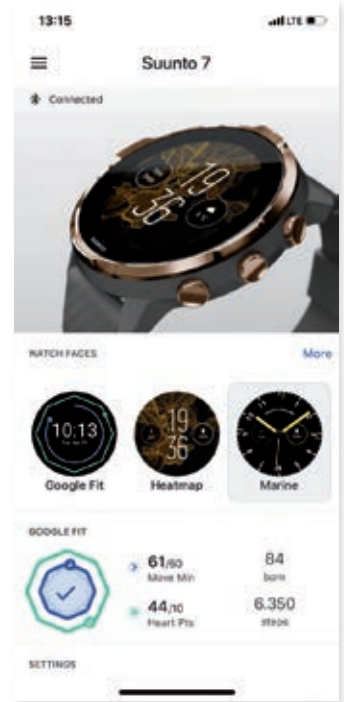 13:15
LTE
Suunto 7
Connected
19
36
WATCH FACES
More
10:13
19
36
Google Fit
Heatmap
Marine
GOOGLE FIT
61/60
Move Min
84
44/10
Heart Pts
6.350
steps
SETTINGS